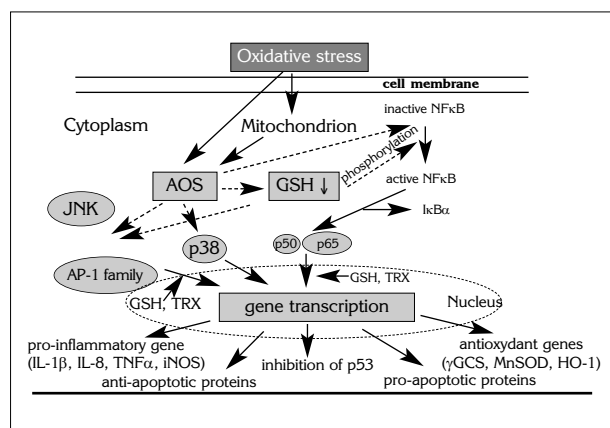 Oxidative stress
cell membrane
inactive NFκB
Cytoplasm
Mitochondrion
phosphorylation
AOS
GSH ↓
active NFκB
JNK
IκBα
p38
p50
p65
AP-1 family
GSH, TRX
GSH, TRX
gene transcription
Nucleus
pro-inflammatory gene
(IL-1β, IL-8, TNFα, iNOS)
anti-apoptotic proteins
inhibition of p53
antioxydant genes
(γGCS, MnSOD, HO-1)
pro-apoptotic proteins